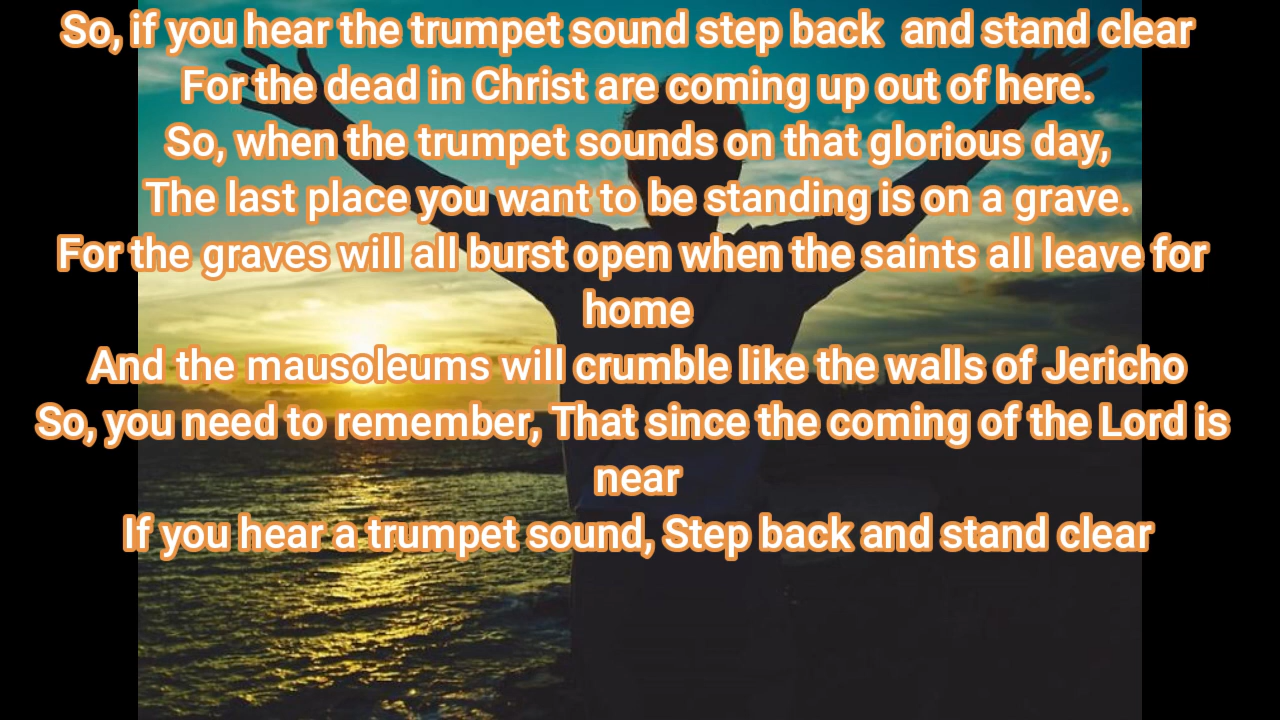 So, if you hear the trumpet sound step back  and stand clear
For the dead in Christ are coming up out of here.
So, when the trumpet sounds on that glorious day,
The last place you want to be standing is on a grave.
For the graves will all burst open when the saints all leave for
home
And the mausoleums will crumble like the walls of Jericho
So, you need to remember, That since the coming of the Lord is
near
If you hear a trumpet sound, Step back and stand clear